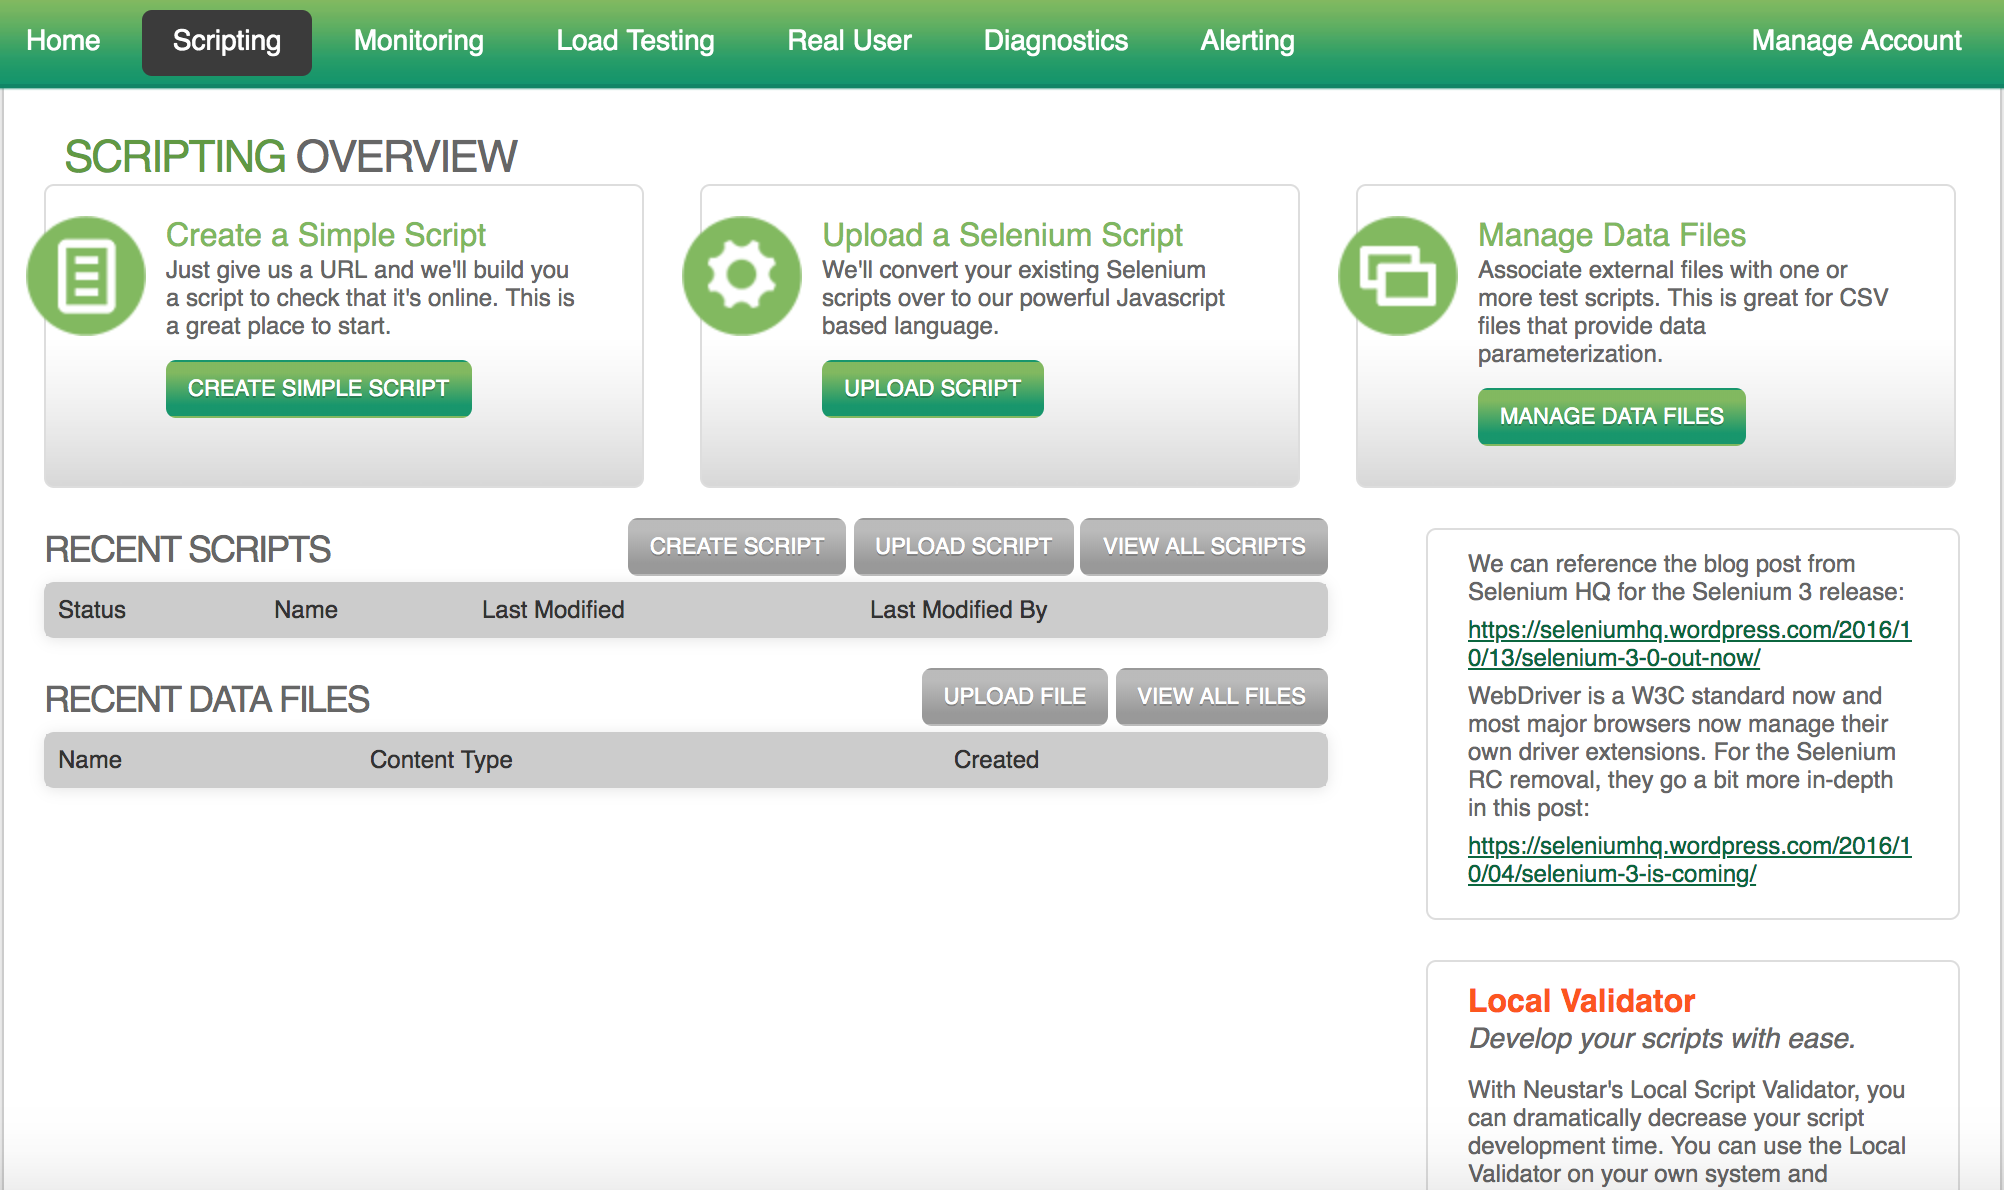 Home Scripting Monitoring Load Testing Real User Diagnostics Alerting Manage Account
SCRIPTING OVERVIEW
Create a Simple Script
Just give us a URL and we'll build you
a script to check that it's online. This is
a great place to start.
CREATE SIMPLE SCRIPT
Upload a Selenium Script
We'll convert your existing Selenium
scripts over to our powerful Javascript
based language.
UPLOAD SCRIPT
Manage Data Files
Associate external files with one or
more test scripts. This is great for CSV
files that provide data
parameterization.
MANAGE DATA FILES
RECENT SCRIPTS CREATE SCRIPT UPLOAD SCRIPT VIEW ALL SCRIPTS
Status Name Last Modified Last Modified By
RECENT DATA FILES UPLOAD FILE VIEW ALL FILES
Name Content Type Created
We can reference the blog post from
Selenium HQ for the Selenium 3 release:
https://seleniumhq.wordpress.com/2016/1
0/13/selenium-3-0-out-now/
WebDriver is a W3C standard now and
most major browsers now manage their
own driver extensions. For the Selenium
RC removal, they go a bit more in-depth
in this post:
https://seleniumhq.wordpress.com/2016/1
0/04/selenium-3-is-coming/
Local Validator
Develop your scripts with ease.
With Neustar's Local Script Validator, you
can dramatically decrease your script
development time. You can use the Local
Validator on your own system and